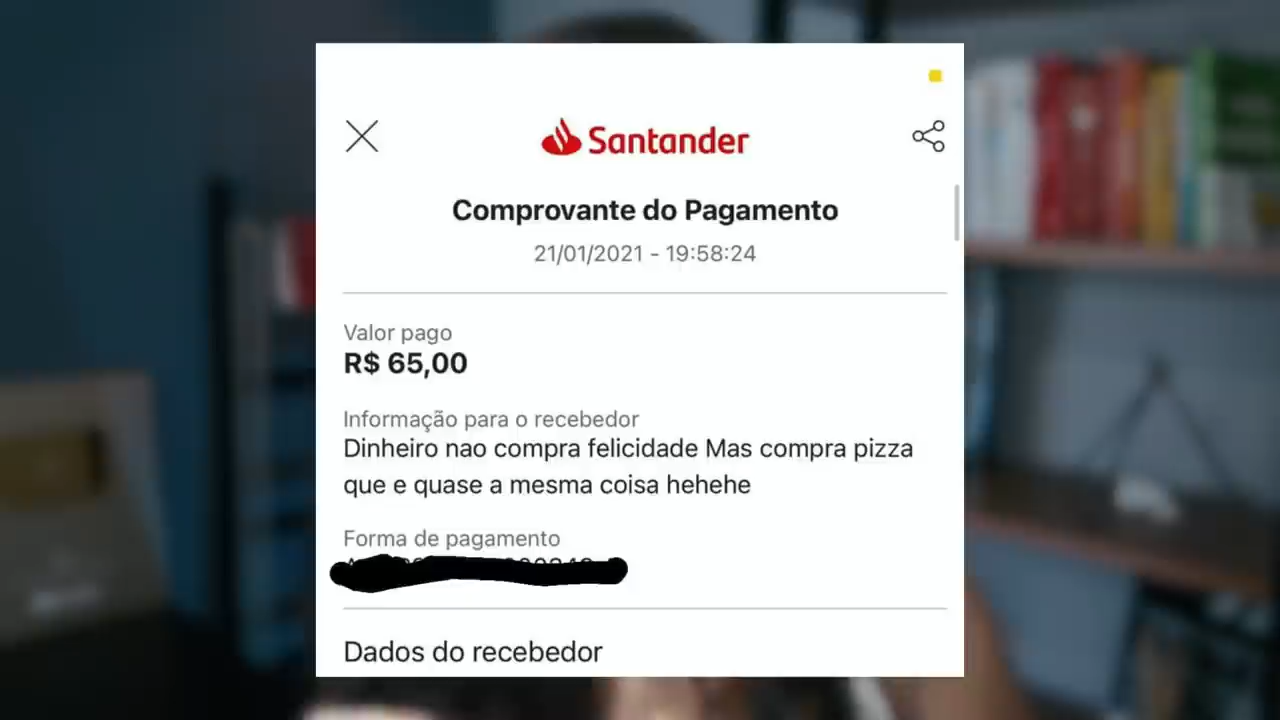 Santander
Comprovante do Pagamento
21/01/2021 - 19:58:24
Valor pago
R$ 65,00
Informação para o recebedor
Dinheiro nao compra felicidade Mas compra pizza
que e quase a mesma coisa hehehe
Forma de pagamento
Dados do recebedor